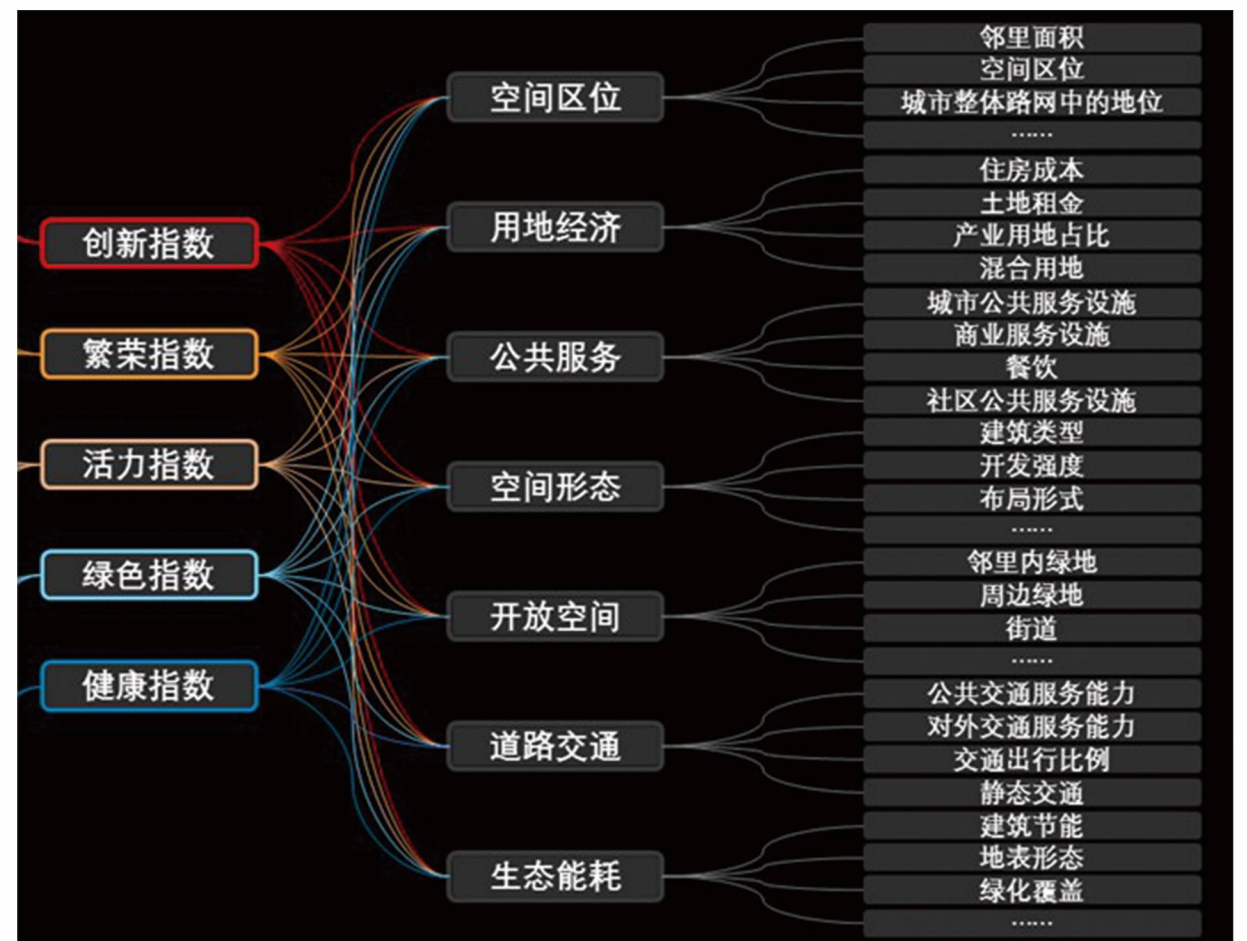 创新指数
繁荣指数
活力指数
绿色指数
健康指数
空间区位
用地经济
公共服务
空间形态
开放空间
道路交通
生态能耗
邻里面积
空间区位
城市整体路网中的地位
……
住房成本
土地租金
产业用地占比
混合用地
城市公共服务设施
商业服务设施
餐饮
社区公共服务设施
建筑类型
开发强度
布局形式
……
邻里内绿地
周边绿地
街道
……
公共交通服务能力
对外交通服务能力
交通出行比例
静态交通
建筑节能
地表形态
绿化覆盖
……